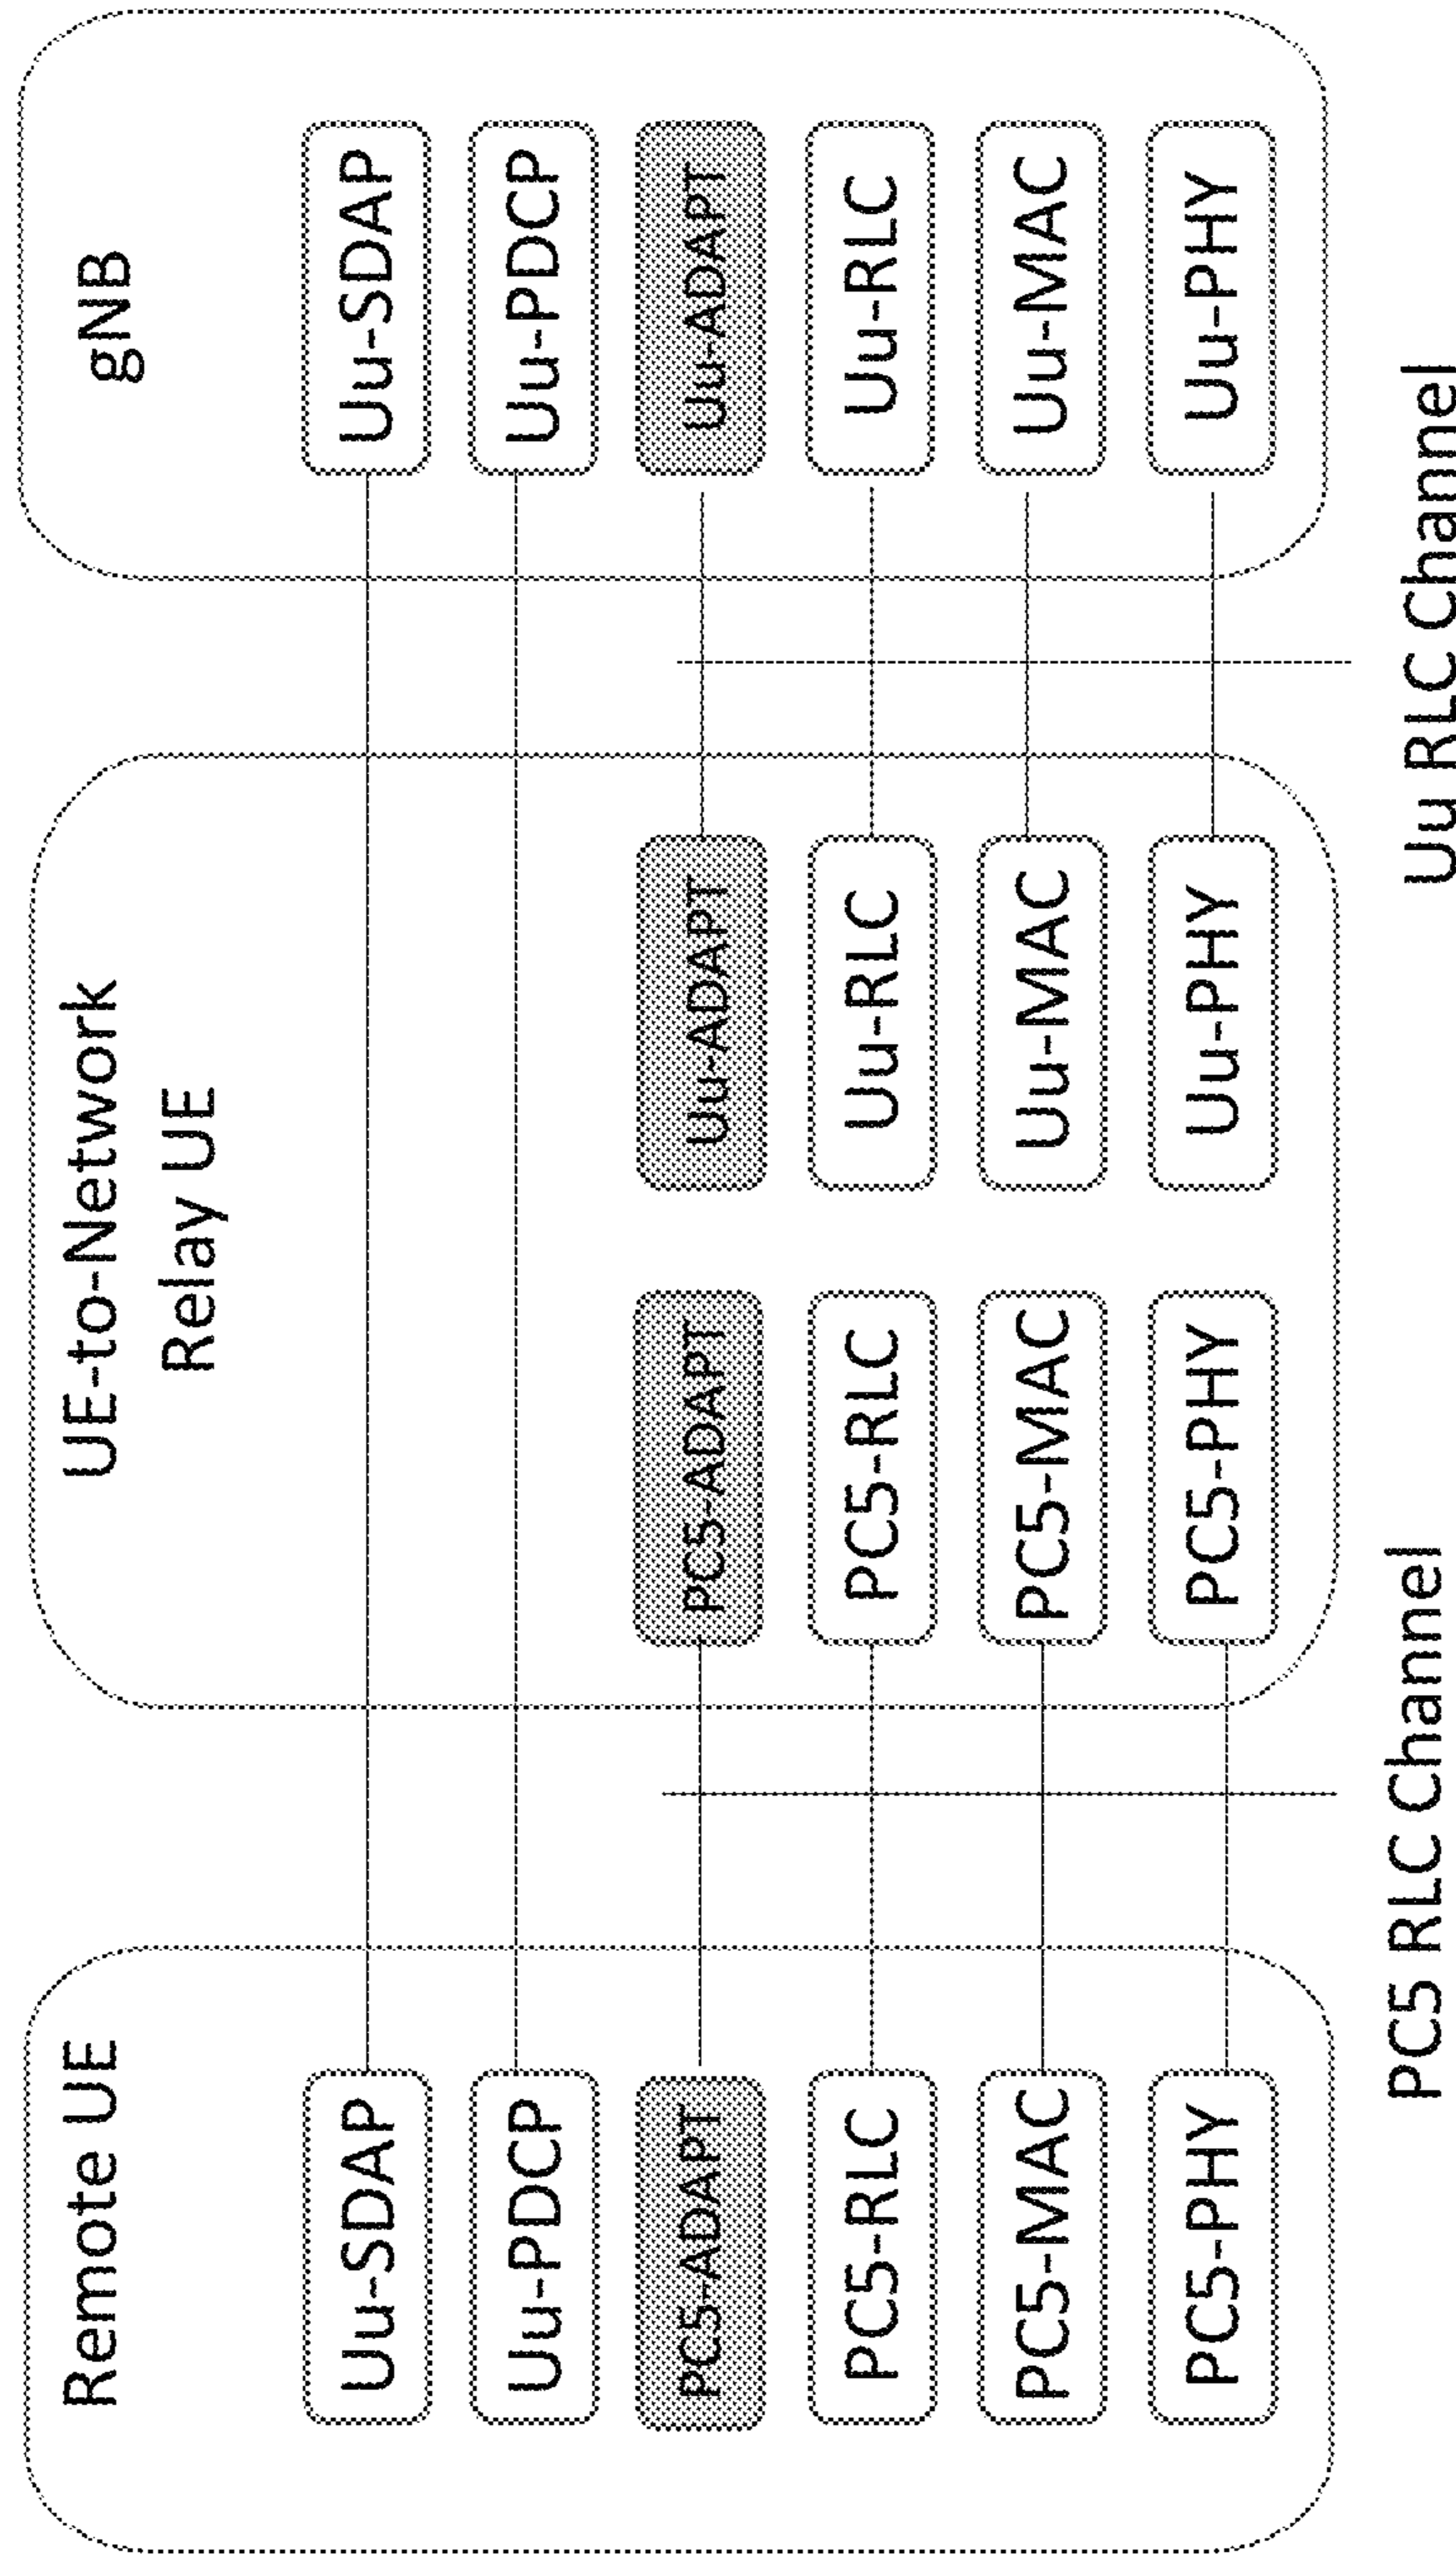 Remote UE
Uu-SDAP
Uu-PDCP
PC5-ADAPT
PC5-RLC
PC5-MAC
PC5-PHY
UE-to-Network
Relay UE
PC5-ADAPT
PC5-RLC
PC5-MAC
PC5-PHY
Uu-ADAPT
Uu-RLC
Uu-MAC
Uu-PHY
gNB
Uu-SDAP
Uu-PDCP
Uu-ADAPT
Uu-RLC
Uu-MAC
Uu-PHY
PC5 RLC Channel
Uu RLC Channel